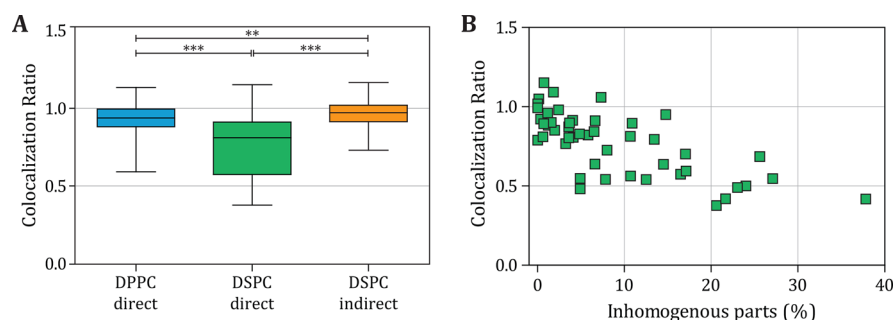 A
Colocalization Ratio
1.5
1.0
0.5
0.0
**
***
***
DPPC
direct
DSPC
direct
DSPC
indirect
B
Colocalization Ratio
1.5
1.0
0.5
0.0
0
10
20
30
40
Inhomogenous parts (%)